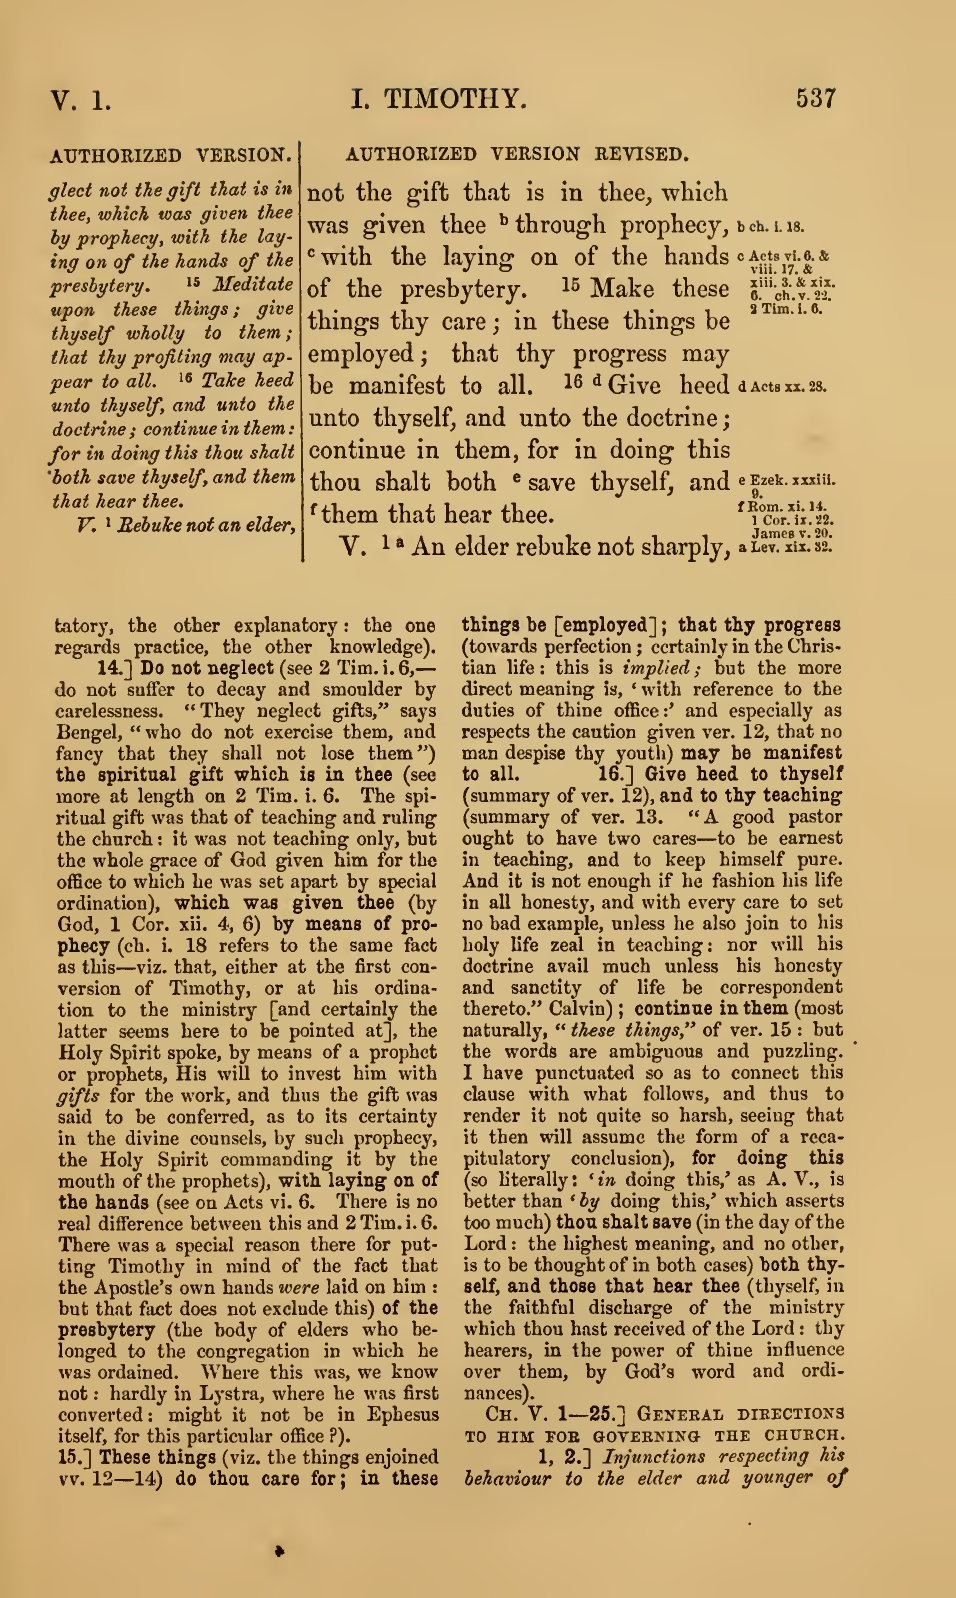 V. 1.
I. TIMOTHY.
537
AUTHORIZED VERSION.
glect not the gift that is in
thee, which was given thee
by prophecy, with the lay-
ing on of the hands of the
presbytery. 15 Meditate
upon these things; give
thyself wholly to them;
that thy profiting may ap-
pear to all. 16 Take heed
unto thyself, and unto the
doctrine; continue in them:
for in doing this thou shalt
both save thyself, and them
that hear thee.
V. 1 Rebuke not an elder,
AUTHORIZED VERSION REVISED.
not the gift that is in thee, which
was given thee b through prophecy,
c with the laying on of the hands
of the presbytery. 15 Make these
things thy care; in these things be
employed; that thy progress may
be manifest to all. 16 d Give heed
unto thyself, and unto the doctrine;
continue in them, for in doing this
thou shalt both e save thyself, and
f them that hear thee.
V. 1 a An elder rebuke not sharply,
b ch. i. 18.
c Acts vi. 6. &
viii. 17. &
xiii. 3. & xix.
6. ch. v. 22.
2 Tim. i. 6.
d Acts xx. 28.
e Ezek. xxxiii.
9.
f Rom. xi. 14.
1 Cor. ix. 22.
James v. 20.
a Lev. xix. 32.
tatory, the other explanatory: the one
regards practice, the other knowledge).
14.] Do not neglect (see 2 Tim. i. 6,—
do not suffer to decay and smoulder by
carelessness. "They neglect gifts," says
Bengel, "who do not exercise them, and
fancy that they shall not lose them")
the spiritual gift which is in thee (see
more at length on 2 Tim. i. 6. The spi-
ritual gift was that of teaching and ruling
the church: it was not teaching only, but
the whole grace of God given him for the
office to which he was set apart by special
ordination), which was given thee (by
God, 1 Cor. xii. 4, 6) by means of pro-
phecy (ch. i. 18 refers to the same fact
as this—viz. that, either at the first con-
version of Timothy, or at his ordina-
tion to the ministry [and certainly the
latter seems here to be pointed at], the
Holy Spirit spoke, by means of a prophet
or prophets, His will to invest him with
gifts for the work, and thus the gift was
said to be conferred, as to its certainty
in the divine counsels, by such prophecy,
the Holy Spirit commanding it by the
mouth of the prophets), with laying on of
the hands (see on Acts vi. 6. There is no
real difference between this and 2 Tim. i. 6.
There was a special reason there for put-
ting Timothy in mind of the fact that
the Apostle's own hands were laid on him:
but that fact does not exclude this) of the
presbytery (the body of elders who be-
longed to the congregation in which he
was ordained. Where this was, we know
not: hardly in Lystra, where he was first
converted: might it not be in Ephesus
itself, for this particular office?).
15.] These things (viz. the things enjoined
vv. 12—14) do thou care for; in these
things be [employed]; that thy progress
(towards perfection; certainly in the Chris-
tian life: this is implied; but the more
direct meaning is, 'with reference to the
duties of thine office:' and especially as
respects the caution given ver. 12, that no
man despise thy youth) may be manifest
to all. 16.] Give heed to thyself
(summary of ver. 12), and to thy teaching
(summary of ver. 13. "A good pastor
ought to have two cares—to be earnest
in teaching, and to keep himself pure.
And it is not enough if he fashion his life
in all honesty, and with every care to set
no bad example, unless he also join to his
holy life zeal in teaching: nor will his
doctrine avail much unless his honesty
and sanctity of life be correspondent
thereto." Calvin); continue in them (most
naturally, "these things," of ver. 15: but
the words are ambiguous and puzzling.
I have punctuated so as to connect this
clause with what follows, and thus to
render it not quite so harsh, seeing that
it then will assume the form of a reca-
pitulatory conclusion), for doing this
(so literally: 'in doing this,' as A. V., is
better than 'by doing this,' which asserts
too much) thou shalt save (in the day of the
Lord: the highest meaning, and no other,
is to be thought of in both cases) both thy-
self, and those that hear thee (thyself, in
the faithful discharge of the ministry
which thou hast received of the Lord: thy
hearers, in the power of thine influence
over them, by God's word and ordi-
nances).
CH. V. 1—25.] GENERAL DIRECTIONS
TO HIM FOR GOVERNING THE CHURCH.
1, 2.] Injunctions respecting his
behaviour to the elder and younger of